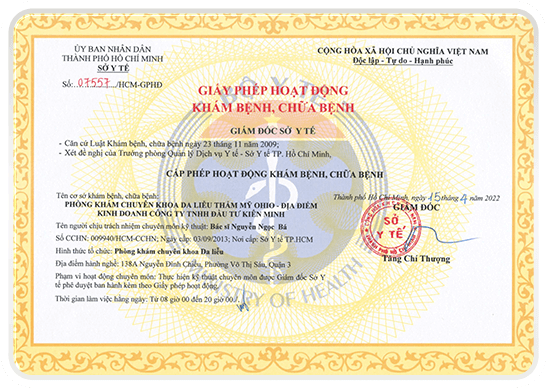 ỦY BAN NHÂN DÂN
THÀNH PHỐ HỒ CHÍ MINH
SỞ Y TẾ
Số: 07557/HCM-GPHĐ
CỘNG HÒA XÃ HỘI CHỦ NGHĨA VIỆT NAM
Độc lập - Tự do - Hạnh phúc
GIẤY PHÉP HOẠT ĐỘNG
KHÁM BỆNH, CHỮA BỆNH
GIÁM ĐỐC SỞ Y TẾ
- Căn cứ Luật Khám bệnh, chữa bệnh ngày 23 tháng 11 năm 2009;
- Xét đề nghị của Trưởng phòng Quản lý Dịch vụ Y tế - Sở Y tế TP. Hồ Chí Minh,
CẤP PHÉP HOẠT ĐỘNG KHÁM BỆNH, CHỮA BỆNH
Tên cơ sở khám bệnh, chữa bệnh:
PHÒNG KHÁM CHUYÊN KHOA DA LIỄU THẨM MỸ OHIO - ĐỊA ĐIỂM
KINH DOANH CÔNG TY TNHH ĐẦU TƯ KIẾN MINH
Tên người chịu trách nhiệm chuyên môn kỹ thuật: Bác sĩ Nguyễn Ngọc Bá
Số CCHN: 009940/HCM-CCHN; Ngày cấp: 03/09/2013; Nơi cấp: Sở Y tế TP.HCM
Hình thức tổ chức: Phòng khám chuyên khoa Da liễu
Địa điểm hành nghề: 138A Nguyễn Đình Chiểu, Phường Võ Thị Sáu, Quận 3
Phạm vi hoạt động chuyên môn: Thực hiện kỹ thuật chuyên môn được Giám đốc Sở Y
tế phê duyệt ban hành kèm theo Giấy phép hoạt động.
Thời gian làm việc hằng ngày: Từ 08 giờ 00 đến 20 giờ 00./.
Thành phố Hồ Chí Minh, ngày 15 tháng 4 năm 2022
GIÁM ĐỐC
SỞ
Y TẾ
Tăng Chí Thượng
BỘ Y TẾ
MINISTRY OF HEALTH